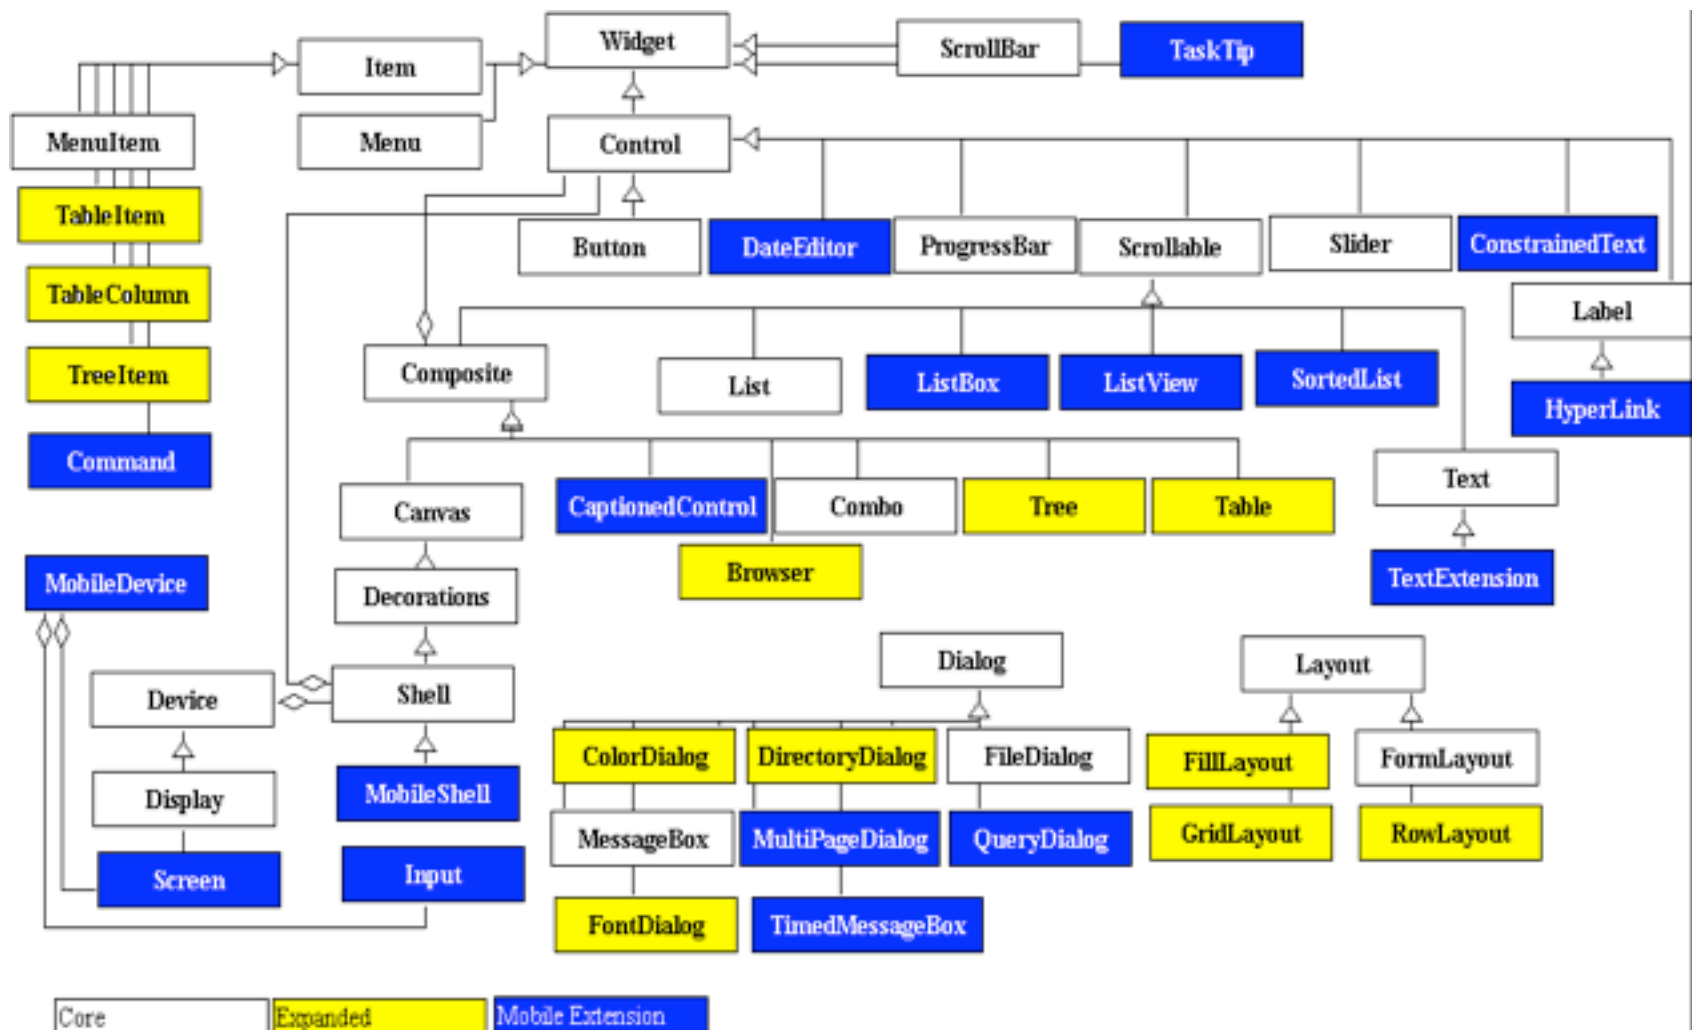 Widget
ScrollBar
TaskTip
Item
MenuItem
Menu
Control
TableItem
Button
DateEditor
ProgressBar
Scrollable
Slider
ConstrainedText
TableColumn
Label
TreeItem
Composite
List
ListBox
ListView
SortedList
HyperLink
Command
Canvas
CaptionedControl
Combo
Tree
Table
Text
MobileDevice
Decorations
Browser
TextExtension
Dialog
Layout
Device
Shell
ColorDialog
DirectoryDialog
FileDialog
FillLayout
FormLayout
Display
MobileShell
MessageBox
MultiPageDialog
QueryDialog
GridLayout
RowLayout
Screen
Input
FontDialog
TimedMessageBox
Core
Expanded
Mobile Extension